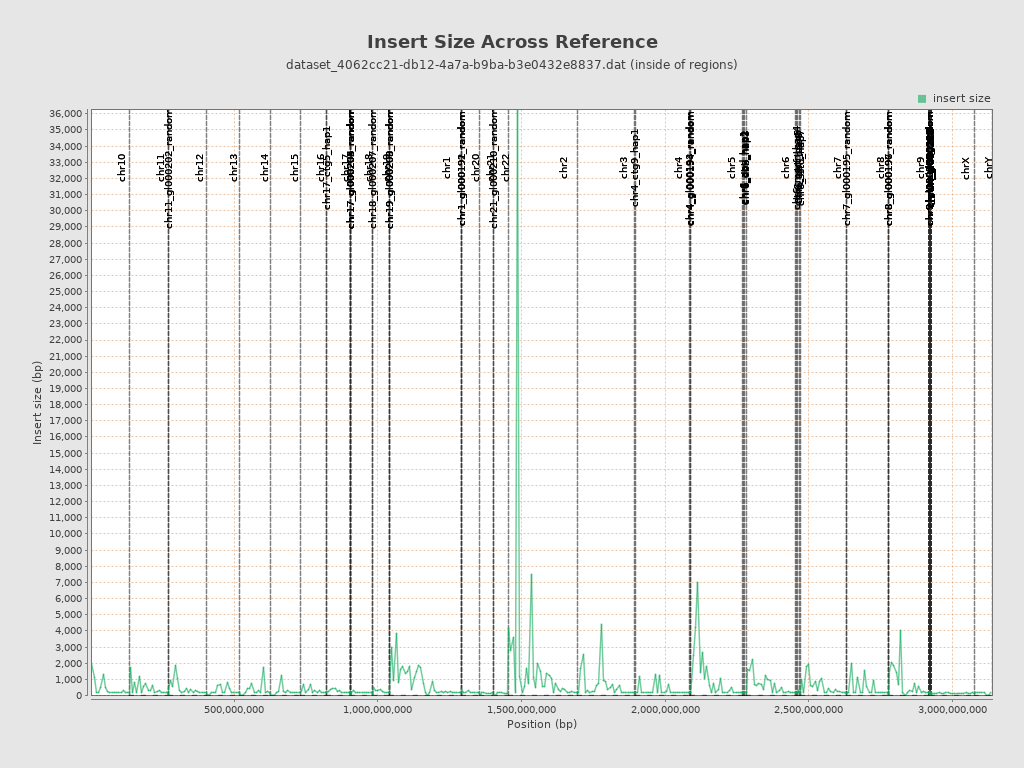 Insert Size Across Reference
dataset_4062cc21-db12-4a7a-b9ba-b3e0432e8837.dat (inside of regions)
insert size
36,000
35,000
34,000
33,000
32,000
31,000
30,000
29,000
28,000
27,000
26,000
25,000
24,000
23,000
22,000
21,000
20,000
19,000
18,000
17,000
16,000
15,000
14,000
13,000
12,000
11,000
10,000
9,000
8,000
7,000
6,000
5,000
4,000
3,000
2,000
1,000
0
Insert size (bp)
chr10
chr11
chr11_gl000202_random
chr12
chr13
chr14
chr15
chr16
chr17_ctg5_hap1
chr1
chr1_gl000192_random
chr20
chr22
chr2
chr3
chr4_ctg9_hap1
chr4
chr5
chr6
chr7
chr7_gl000195_random
chr8
chr9
chrX
chrY
500,000,000
1,000,000,000
1,500,000,000
2,000,000,000
2,500,000,000
3,000,000,000
Position (bp)